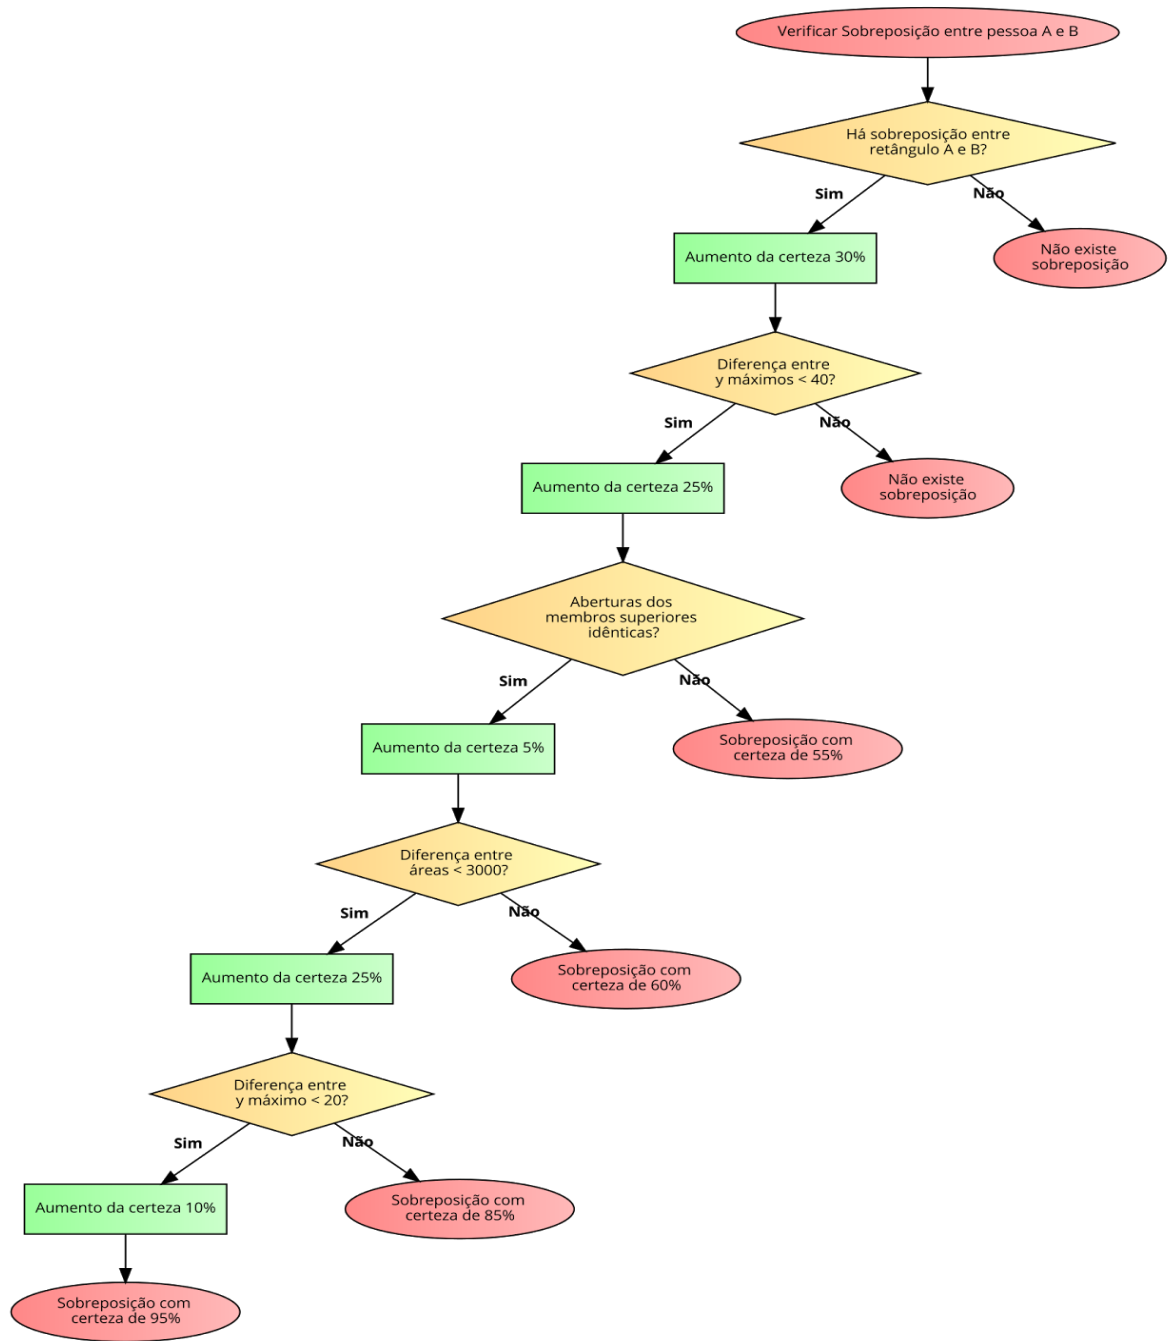 Verificar Sobreposição entre pessoa A e B
Há sobreposição entre
retângulo A e B?
Sim
Não
Aumento da certeza 30%
Não existe
sobreposição
Diferença entre
y máximos < 40?
Sim
Não
Aumento da certeza 25%
Não existe
sobreposição
Aberturas dos
membros superiores
idênticas?
Sim
Não
Aumento da certeza 5%
Sobreposição com
certeza de 55%
Diferença entre
áreas < 3000?
Sim
Não
Aumento da certeza 25%
Sobreposição com
certeza de 60%
Diferença entre
y máximo < 20?
Sim
Não
Aumento da certeza 10%
Sobreposição com
certeza de 85%
Sobreposição com
certeza de 95%